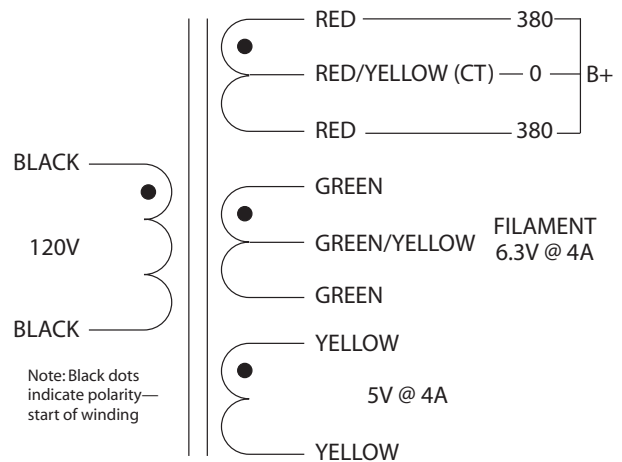 RED 380
RED/YELLOW (CT) 0 B+
RED 380
BLACK
120V
BLACK
Note: Black dots
indicate polarity—
start of winding
GREEN
GREEN/YELLOW
GREEN
FILAMENT
6.3V @ 4A
YELLOW
5V @ 4A
YELLOW